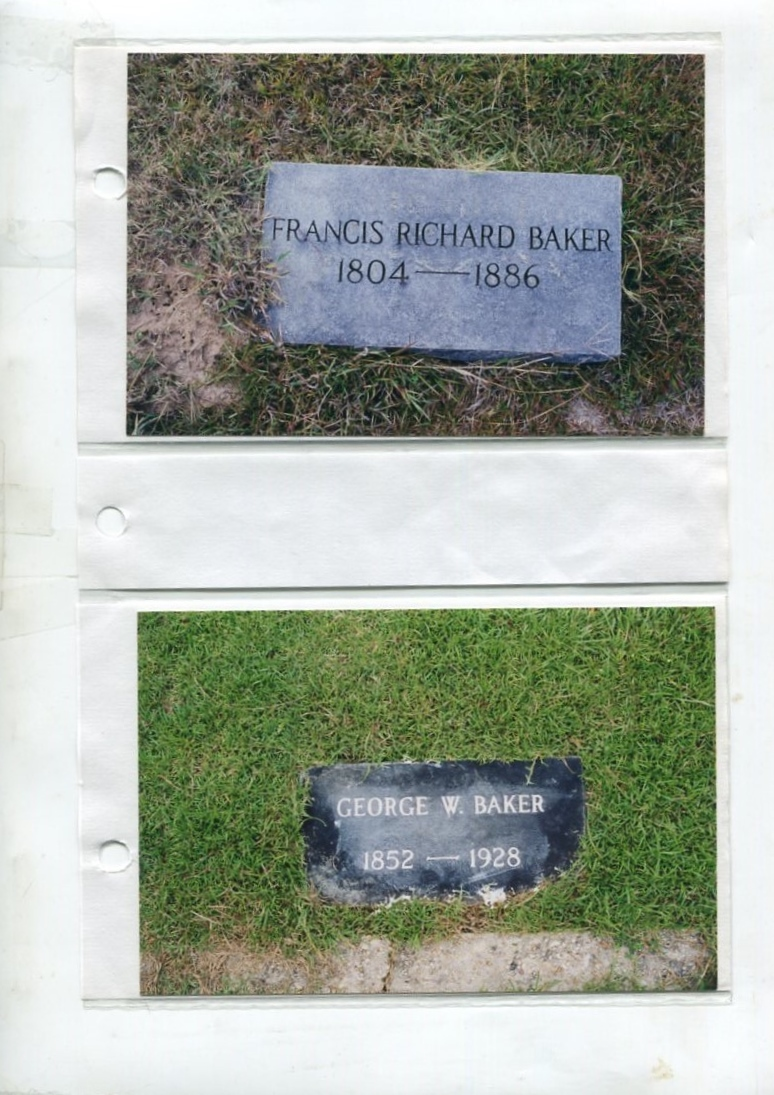 FRANCIS RICHARD BAKER
1804 — 1886
GEORGE W. BAKER
1852 — 1928